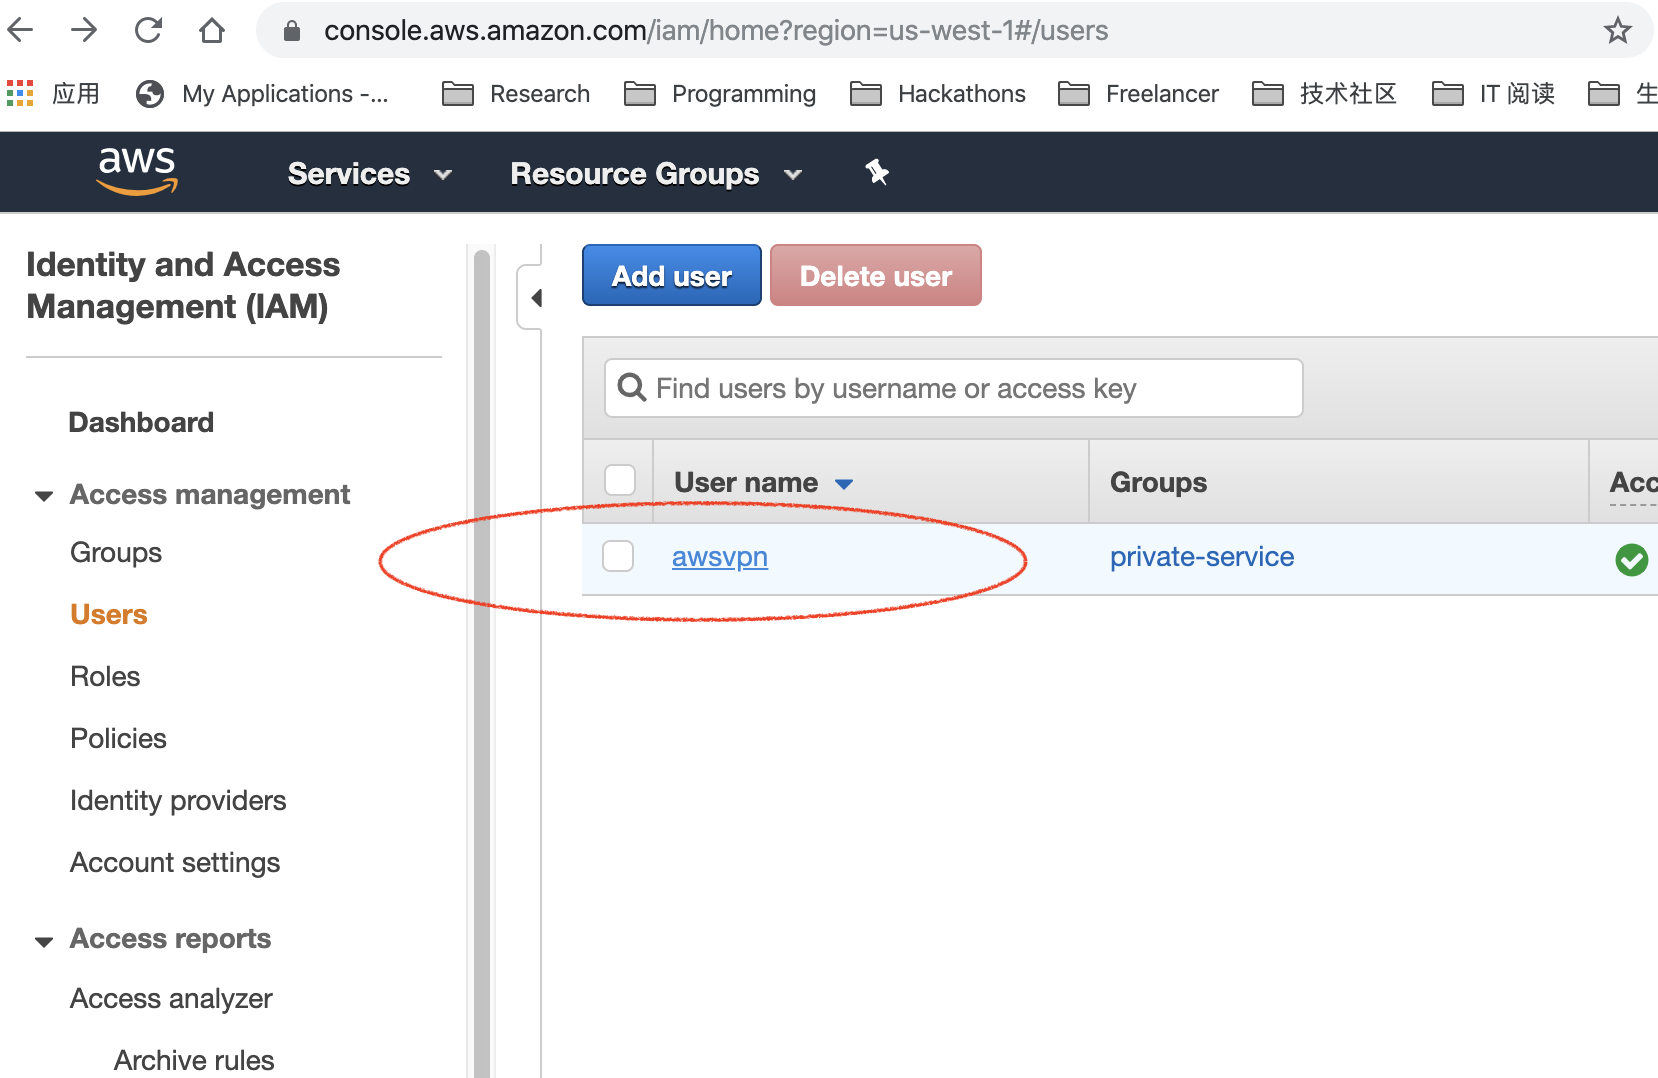 console.aws.amazon.com/iam/home?region=us-west-1#/users
应用 My Applications -... Research Programming Hackathons Freelancer 技术社区 IT 阅读 生
aws Services Resource Groups
Identity and Access
Management (IAM)
Dashboard
Access management
Groups
Users
Roles
Policies
Identity providers
Account settings
Access reports
Access analyzer
Archive rules
Add user Delete user
Find users by username or access key
User name Groups Acc
awsvpn private-service